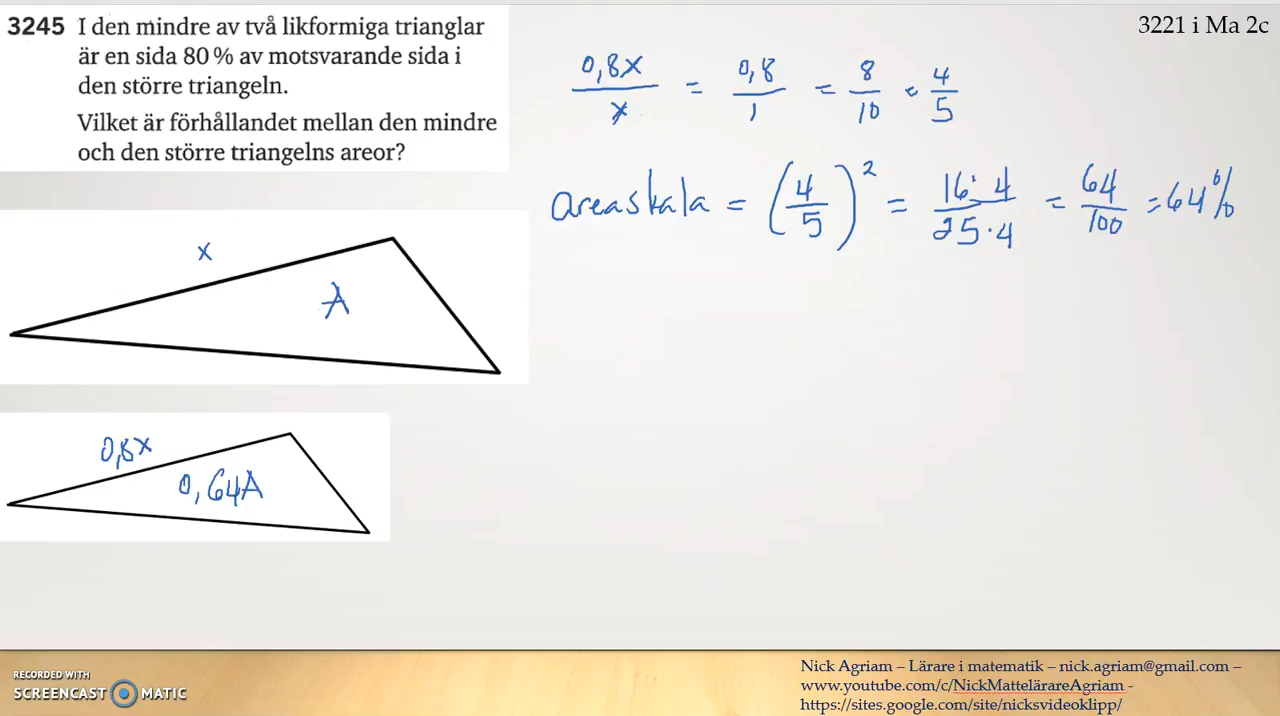 3221 i Ma 2c
3245 I den mindre av två likformiga trianglar
är en sida 80 % av motsvarande sida i
den större triangeln.
Vilket är förhållandet mellan den mindre
och den större triangelns areor?
0,8x / x = 0,8 / 1 = 8 / 10 = 4 / 5
areaskala = (4 / 5)² = 16·4 / 25·4 = 64 / 100 = 64 %
x
A
0,8x
0,64A
RECORDED WITH
SCREENCAST MATIC
Nick Agriam – Lärare i matematik – nick.agriam@gmail.com –
www.youtube.com/c/NickMattelärareAgriam -
https://sites.google.com/site/nicksvideoklipp/